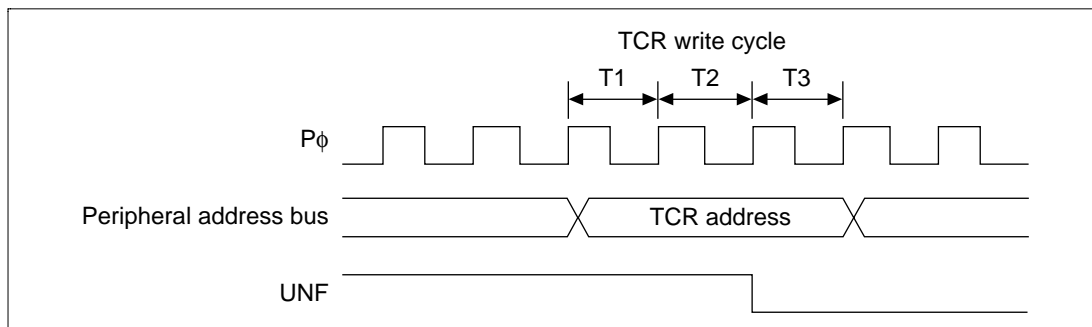 TCR write cycle
T1 T2 T3
Pϕ
Peripheral address bus
TCR address
UNF